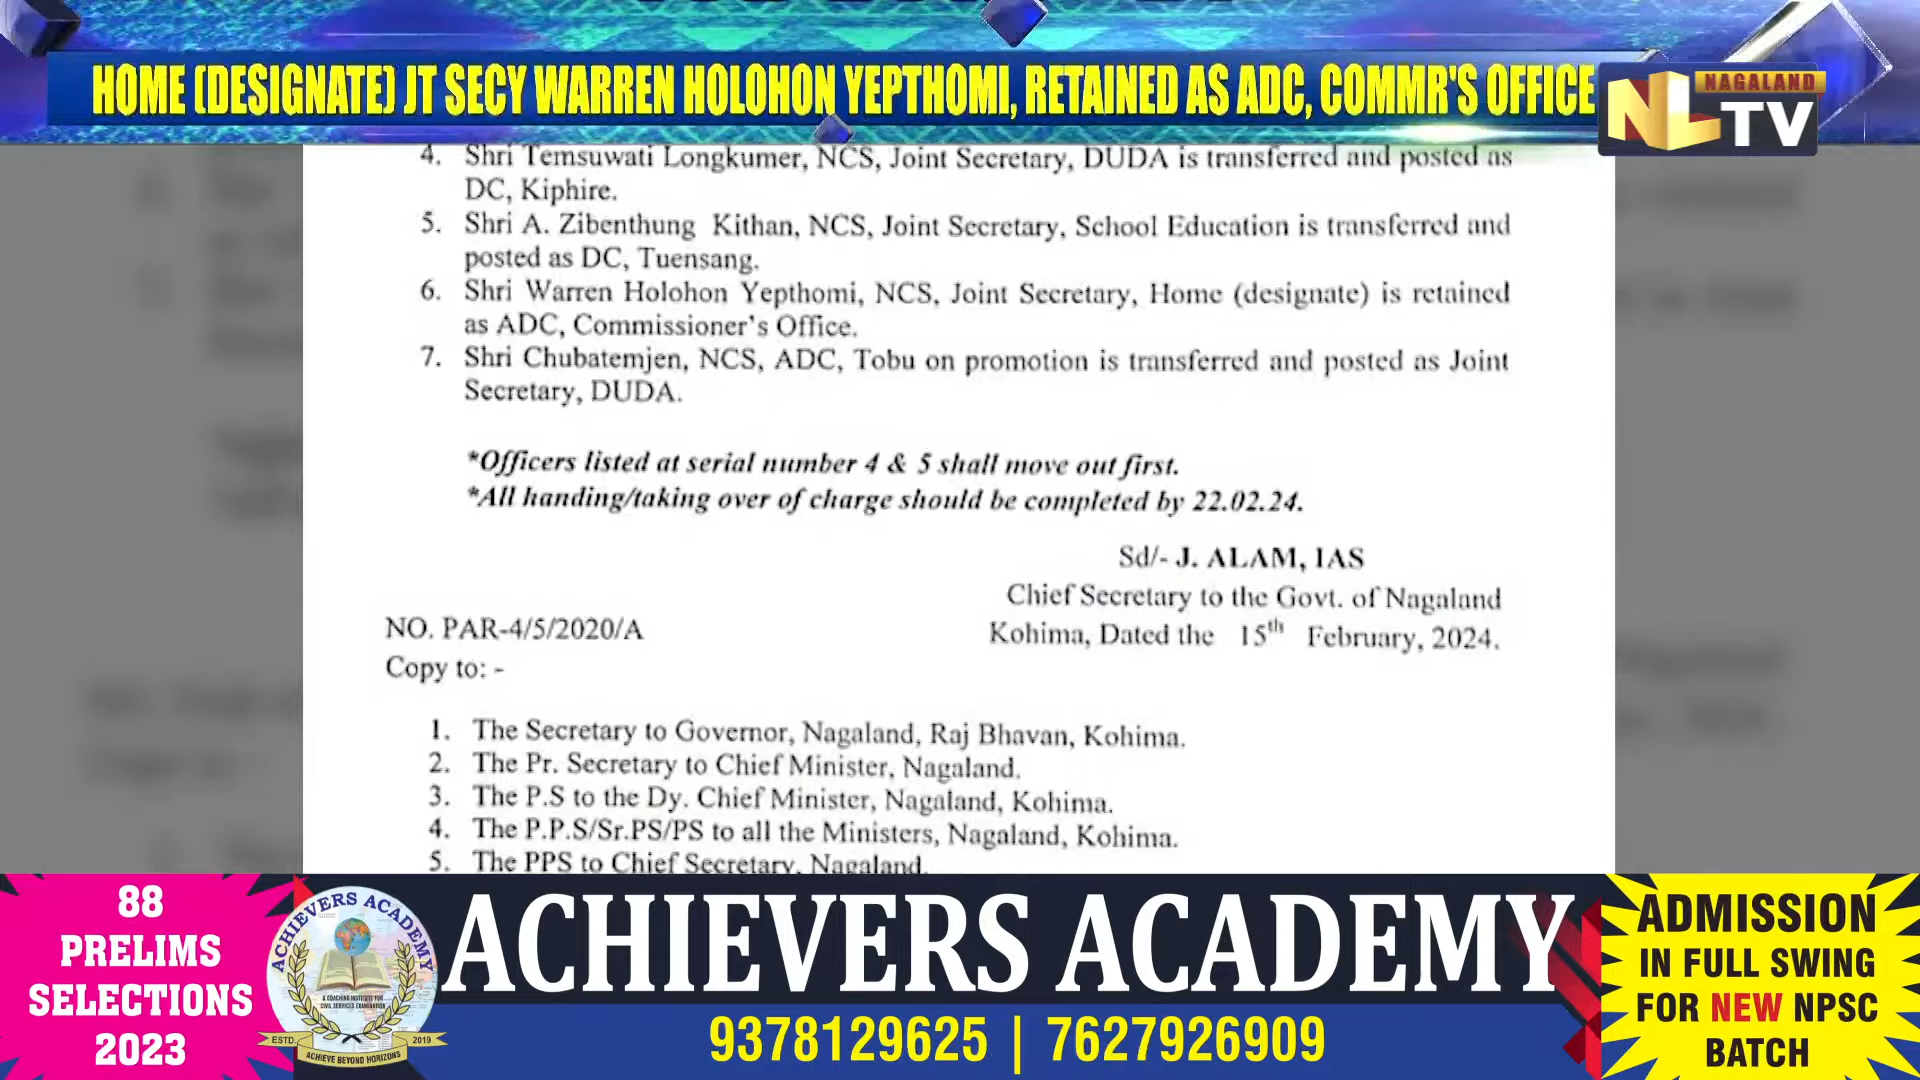 HOME (DESIGNATE) JT SECY WARREN HOLOHON YEPTHOMI, RETAINED AS ADC, COMMR'S OFFICE
NAGALAND
NLTV
4. Shri Temsuwati Longkumer, NCS, Joint Secretary, DUDA is transferred and posted as
DC, Kiphire.
5. Shri A. Zibenthung Kithan, NCS, Joint Secretary, School Education is transferred and
posted as DC, Tuensang.
6. Shri Warren Holohon Yepthomi, NCS, Joint Secretary, Home (designate) is retained
as ADC, Commissioner's Office.
7. Shri Chubatemjen, NCS, ADC, Tobu on promotion is transferred and posted as Joint
Secretary, DUDA.
*Officers listed at serial number 4 & 5 shall move out first.
*All handing/taking over of charge should be completed by 22.02.24.
Sd/- J. ALAM, IAS
Chief Secretary to the Govt. of Nagaland
NO. PAR-4/5/2020/A
Kohima, Dated the 15th February, 2024.
Copy to: -
1. The Secretary to Governor, Nagaland, Raj Bhavan, Kohima.
2. The Pr. Secretary to Chief Minister, Nagaland.
3. The P.S to the Dy. Chief Minister, Nagaland, Kohima.
4. The P.P.S/Sr.PS/PS to all the Ministers, Nagaland, Kohima.
5. The PPS to Chief Secretary, Nagaland.
88
PRELIMS
SELECTIONS
2023
ACHIEVERS ACADEMY
A COACHING INSTITUTE FOR
CIVIL SERVICES EXAMINATION
ESTD. 2019
ACHIEVE BEYOND HORIZONS
ACHIEVERS ACADEMY
9378129625 | 7627926909
ADMISSION
IN FULL SWING
FOR NEW NPSC
BATCH